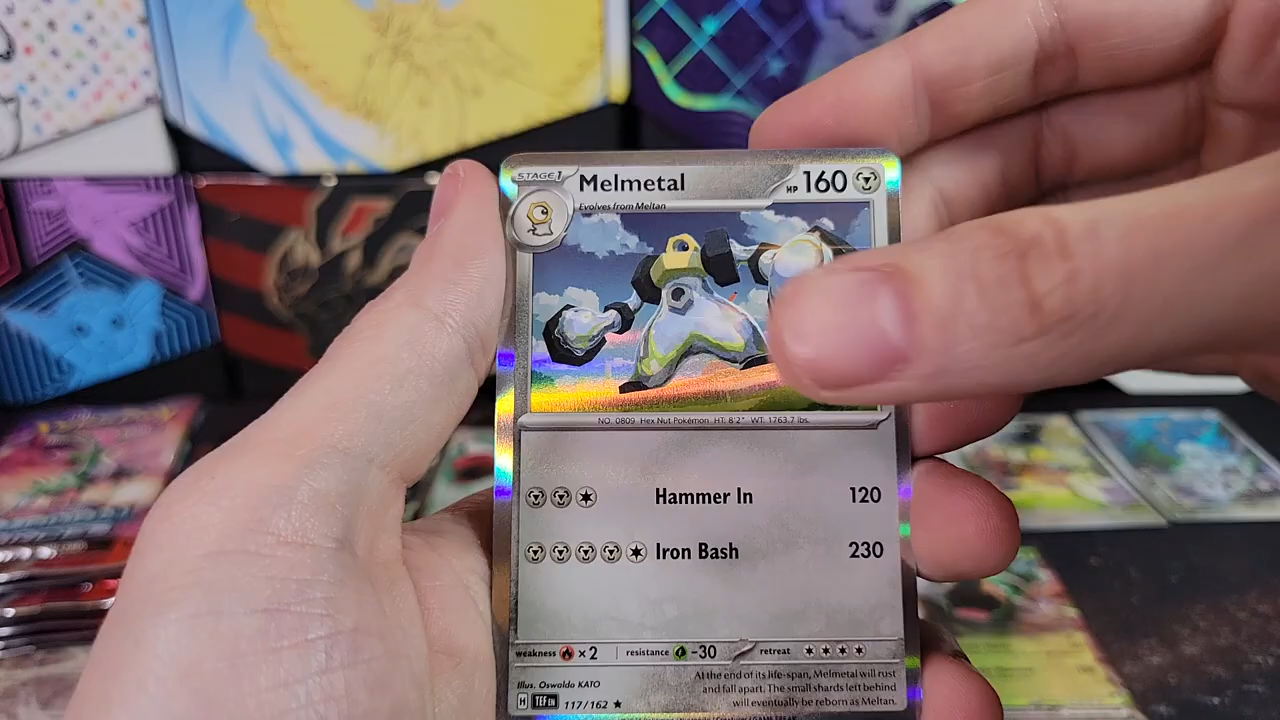 STAGE 1
Melmetal
HP 160
Evolves from Meltan
NO. 0809 Hex Nut Pokémon HT: 8'2" WT: 1763.7 lbs.
Hammer In 120
Iron Bash 230
weakness ×2 resistance -30 retreat
At the end of its life-span, Melmetal will rust
and fall apart. The small shards left behind
will eventually be reborn as Meltan.
Illus. Oswaldo KATO
H TEF EN 117/162 ★